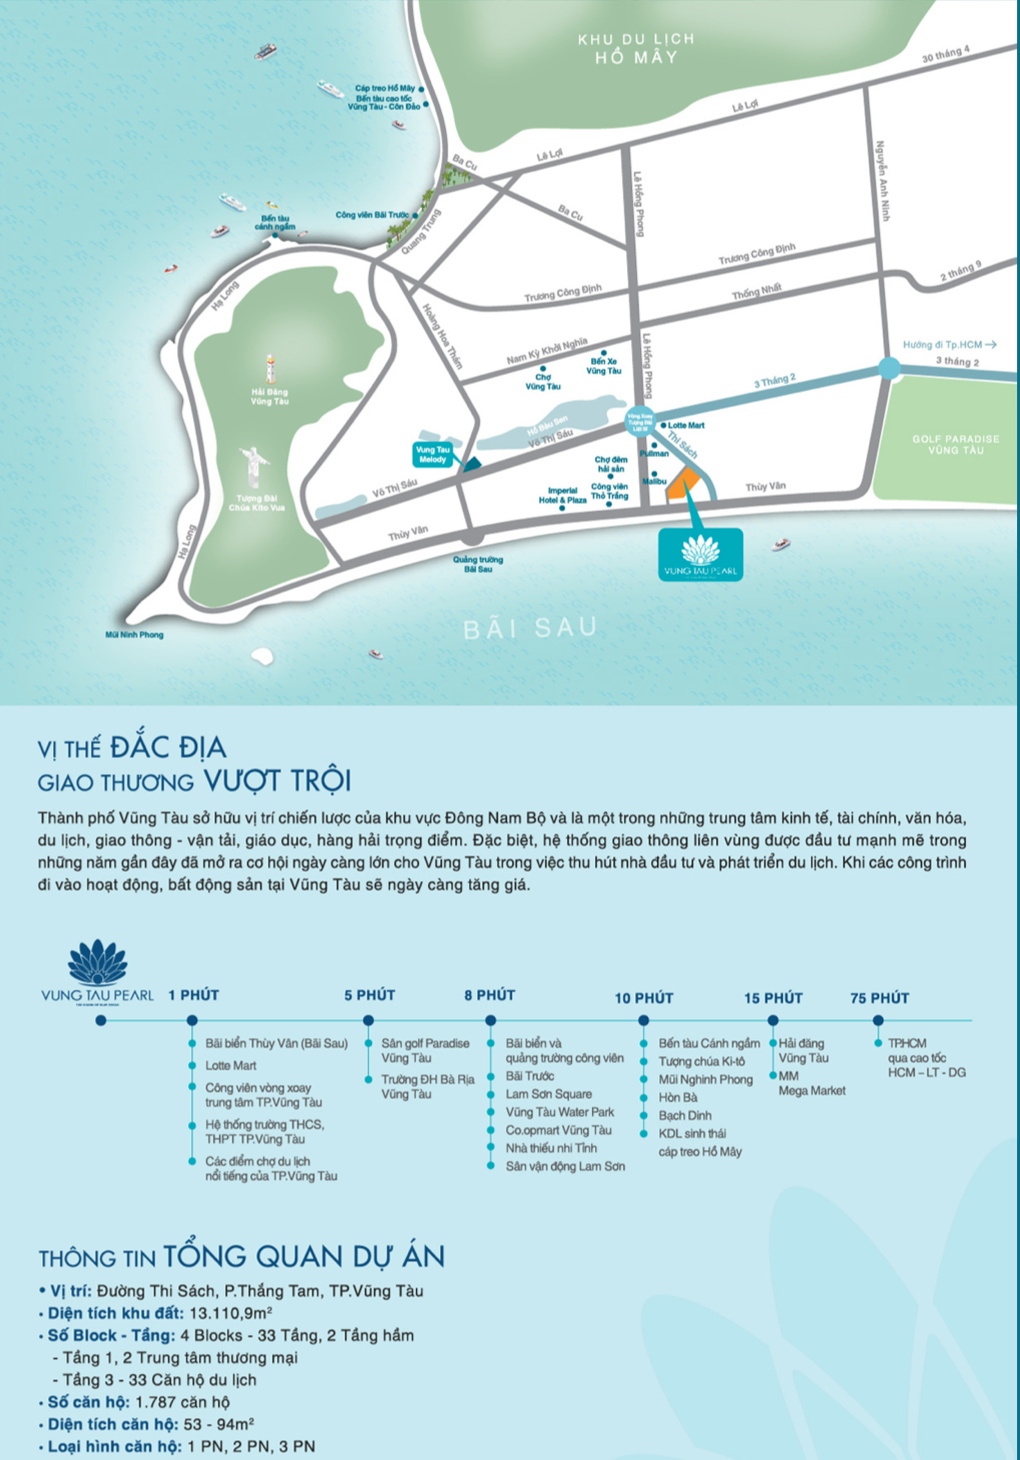 KHU DU LỊCH
HỒ MÂY
30 tháng 4
Cáp treo Hồ Mây
Bến tàu cao tốc
Vũng Tàu - Côn Đảo
Lê Lợi
Lê Lợi
Ba Cu
Nguyễn Anh Ninh
Lê Hồng Phong
Ba Cu
Công viên Bãi Trước
Quang Trung
Bến tàu
cánh ngầm
Trương Công Định
2 tháng 9
Hạ Long
Trương Công Định
Thống Nhất
Hoàng Hoa Thám
Nam Kỳ Khởi Nghĩa
Lê Hồng Phong
Hướng đi Tp.HCM
3 tháng 2
Bến Xe
Vũng Tàu
Chợ
Vũng Tàu
3 Tháng 2
Hải Đăng
Vũng Tàu
Hồ Bàu Sen
Võ Thị Sáu
Vòng Xoay
Tượng Đài
Liệt Sĩ
Lotte Mart
Thi Sách
GOLF PARADISE
VŨNG TÀU
Vung Tau
Melody
Pullman
Chợ đêm
hải sản
Malibu
Võ Thị Sáu
Imperial
Hotel & Plaza
Công viên
Thỏ Trắng
Thùy Vân
Tượng Đài
Chúa Kito Vua
Thùy Vân
Hạ Long
Quảng trường
Bãi Sau
VUNG TAU PEARL
BÃI SAU
Mũi Ninh Phong
VỊ THẾ ĐẮC ĐỊA
GIAO THƯƠNG VƯỢT TRỘI
Thành phố Vũng Tàu sở hữu vị trí chiến lược của khu vực Đông Nam Bộ và là một trong những trung tâm kinh tế, tài chính, văn hóa,
du lịch, giao thông - vận tải, giáo dục, hàng hải trọng điểm. Đặc biệt, hệ thống giao thông liên vùng được đầu tư mạnh mẽ trong
những năm gần đây đã mở ra cơ hội ngày càng lớn cho Vũng Tàu trong việc thu hút nhà đầu tư và phát triển du lịch. Khi các công trình
đi vào hoạt động, bất động sản tại Vũng Tàu sẽ ngày càng tăng giá.
VUNG TAU PEARL
1 PHÚT
Bãi biển Thùy Vân (Bãi Sau)
Lotte Mart
Công viên vòng xoay
trung tâm TP.Vũng Tàu
Hệ thống trường THCS,
THPT TP.Vũng Tàu
Các điểm chợ du lịch
nổi tiếng của TP.Vũng Tàu
5 PHÚT
Sân golf Paradise
Vũng Tàu
Trường ĐH Bà Rịa
Vũng Tàu
8 PHÚT
Bãi biển và
quảng trường công viên
Bãi Trước
Lam Sơn Square
Vũng Tàu Water Park
Co.opmart Vũng Tàu
Nhà thiếu nhi Tỉnh
Sân vận động Lam Sơn
10 PHÚT
Bến tàu Cánh ngầm
Tượng chúa Ki-tô
Mũi Nghinh Phong
Hòn Bà
Bạch Dinh
KDL sinh thái
cáp treo Hồ Mây
15 PHÚT
Hải đăng
Vũng Tàu
MM
Mega Market
75 PHÚT
TP.HCM
qua cao tốc
HCM – LT - DG
THÔNG TIN TỔNG QUAN DỰ ÁN
• Vị trí: Đường Thi Sách, P.Thắng Tam, TP.Vũng Tàu
• Diện tích khu đất: 13.110,9m²
• Số Block - Tầng: 4 Blocks - 33 Tầng, 2 Tầng hầm
- Tầng 1, 2 Trung tâm thương mại
- Tầng 3 - 33 Căn hộ du lịch
• Số căn hộ: 1.787 căn hộ
• Diện tích căn hộ: 53 - 94m²
• Loại hình căn hộ: 1 PN, 2 PN, 3 PN